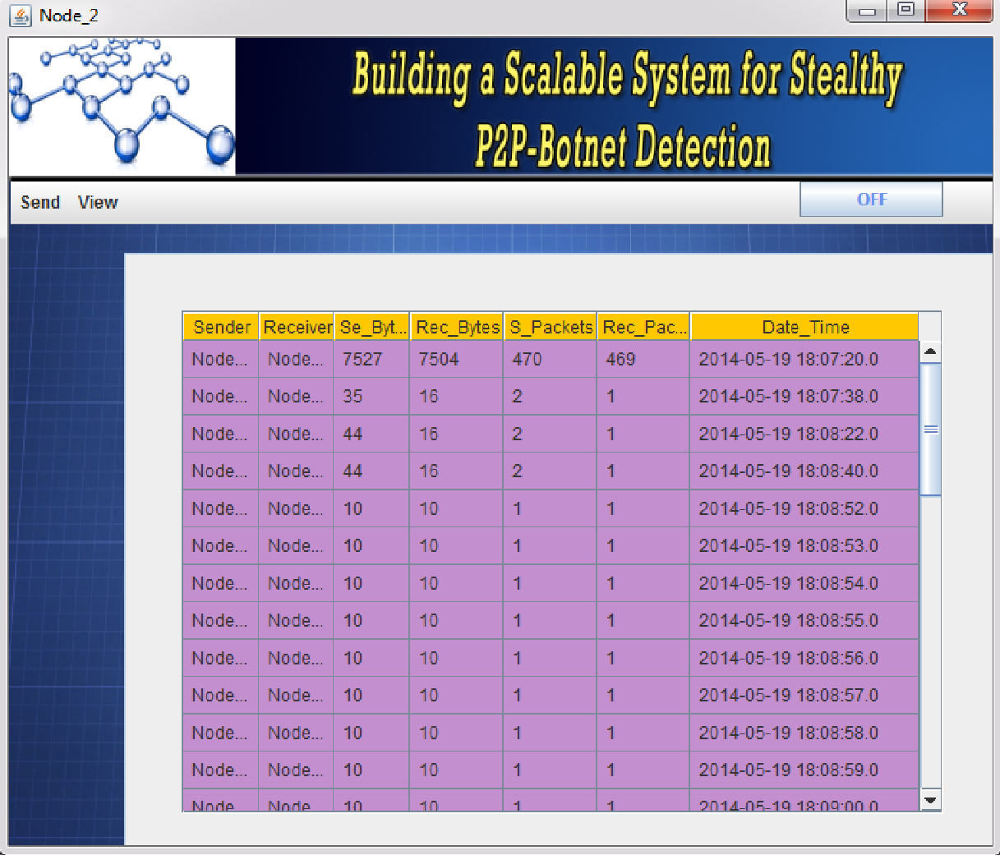 Node_2
Building a Scalable System for Stealthy
P2P-Botnet Detection
Send View OFF
Sender Receiver Se_Byt... Rec_Bytes S_Packets Rec_Pac... Date_Time
Node... Node... 7527 7504 470 469 2014-05-19 18:07:20.0
Node... Node... 35 16 2 1 2014-05-19 18:07:38.0
Node... Node... 44 16 2 1 2014-05-19 18:08:22.0
Node... Node... 44 16 2 1 2014-05-19 18:08:40.0
Node... Node... 10 10 1 1 2014-05-19 18:08:52.0
Node... Node... 10 10 1 1 2014-05-19 18:08:53.0
Node... Node... 10 10 1 1 2014-05-19 18:08:54.0
Node... Node... 10 10 1 1 2014-05-19 18:08:55.0
Node... Node... 10 10 1 1 2014-05-19 18:08:56.0
Node... Node... 10 10 1 1 2014-05-19 18:08:57.0
Node... Node... 10 10 1 1 2014-05-19 18:08:58.0
Node... Node... 10 10 1 1 2014-05-19 18:08:59.0
Node... Node... 10 10 1 1 2014-05-19 18:09:00.0